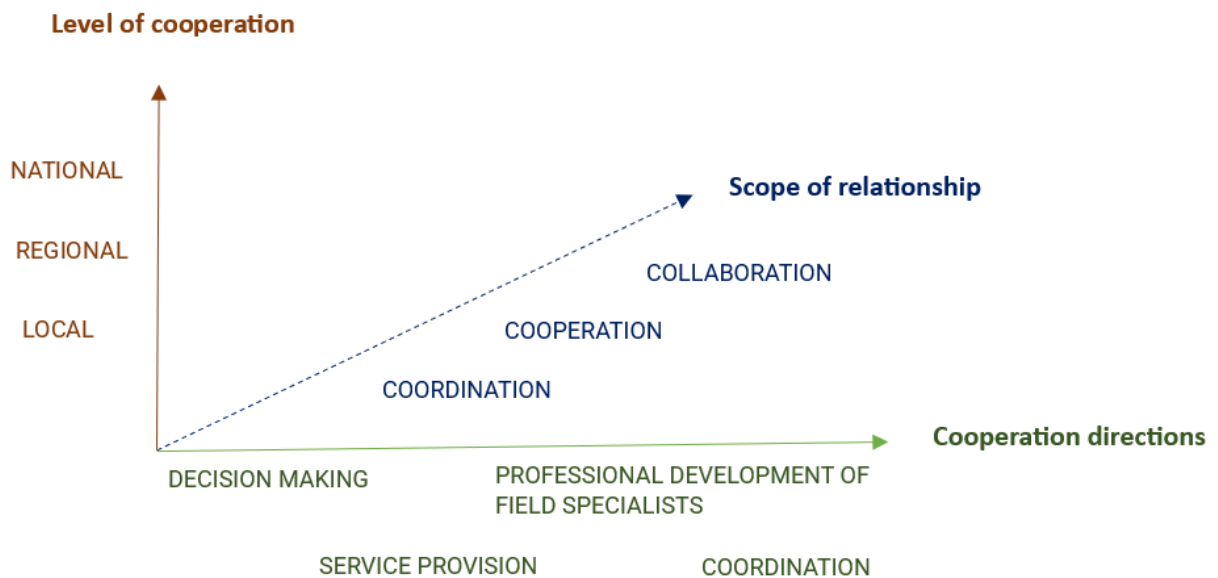 Level of cooperation
NATIONAL
Scope of relationship
REGIONAL
COLLABORATION
LOCAL
COOPERATION
COORDINATION
Cooperation directions
DECISION MAKING
PROFESSIONAL DEVELOPMENT OF
FIELD SPECIALISTS
SERVICE PROVISION
COORDINATION